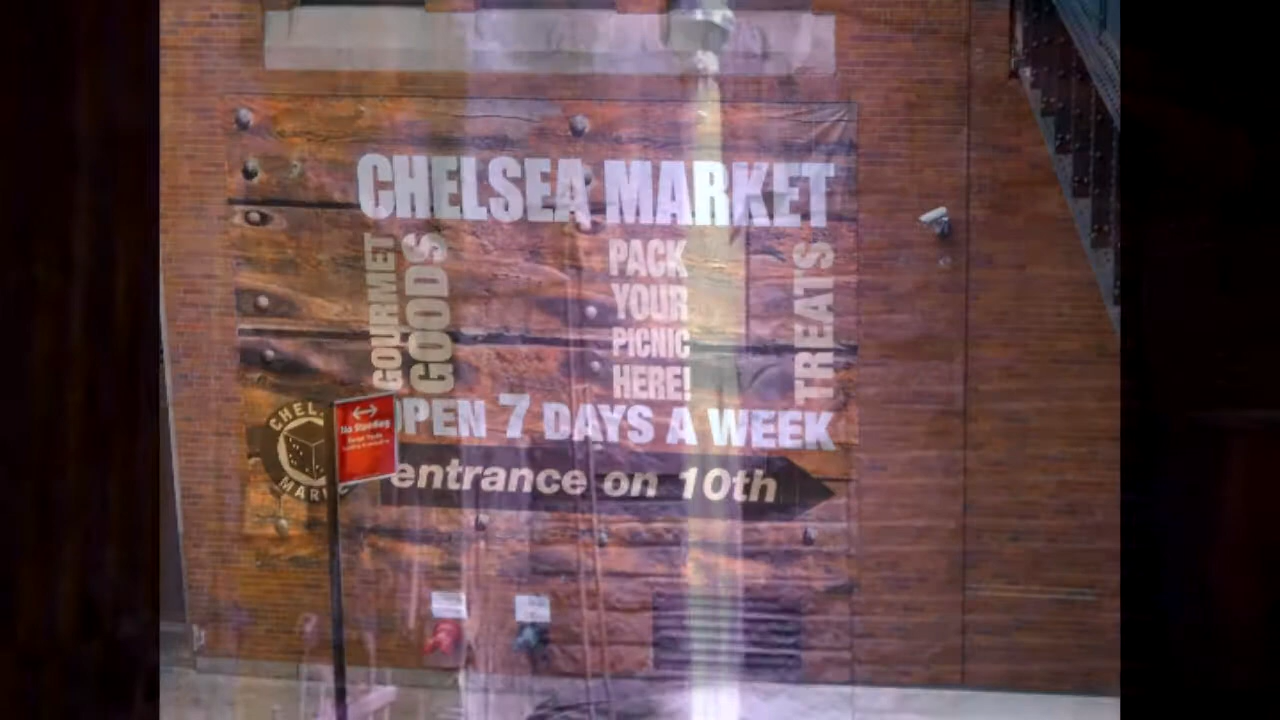 CHELSEA MARKET
GOURMET
GOODS
PACK
YOUR
PICNIC
HERE!
TREATS
OPEN 7 DAYS A WEEK
entrance on 10th
No Standing